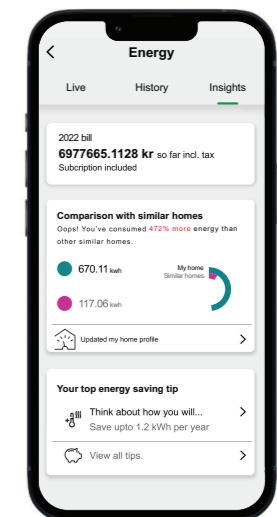 Energy
Live History Insights
2022 bill
6977665.1128 kr so far incl. tax
Subcription included
Comparison with similar homes
Oops! You've consumed 472% more energy than
other similar homes.
670.11 kwh
My home
Similar homes
117.06 kwh
Updated my home profile
Your top energy saving tip
Think about how you will...
Save upto 1.2 kWh per year
View all tips.